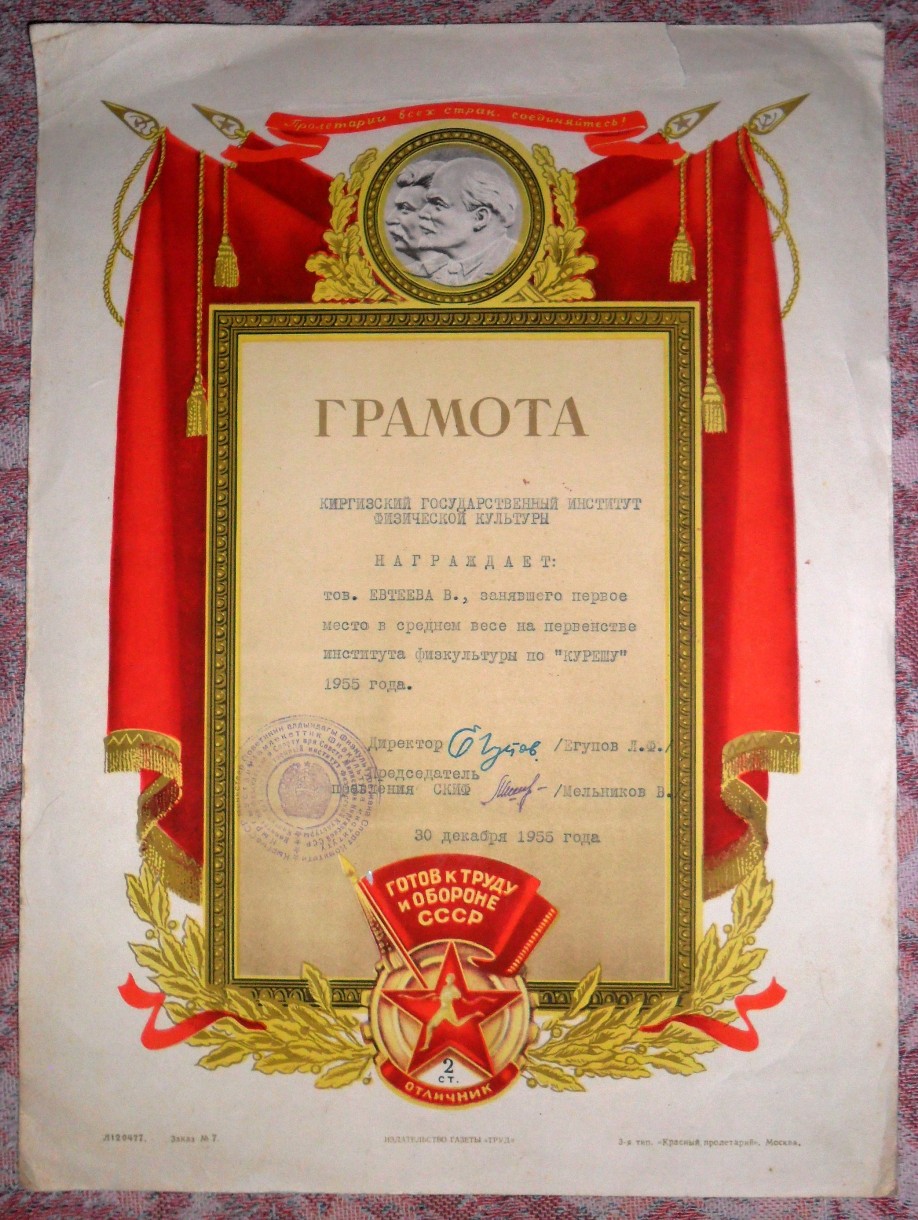 Пролетарии всех стран, соединяйтесь!
ГРАМОТА
КИРГИЗСКИЙ ГОСУДАРСТВЕННЫЙ ИНСТИТУТ
ФИЗИЧЕСКОЙ КУЛЬТУРЫ
Н А Г Р А Ж Д А Е Т:
тов. ЕВТЕЕВА В., занявшего первое
место в среднем весе на первенстве
института физкультуры по "КУРЕШУ"
1955 года.
Директор Егупов /Егупов Л.Ф./
Председатель
правления СКИФ /Мельников В./
30 декабря 1955 года
ГОТОВ К ТРУДУ
И ОБОРОНЕ
СССР
2
СТ.
ОТЛИЧНИК
Л120477. Заказ № 7. ИЗДАТЕЛЬСТВО ГАЗЕТЫ «ТРУД» 3-я тип. «Красный пролетарий». Москва.